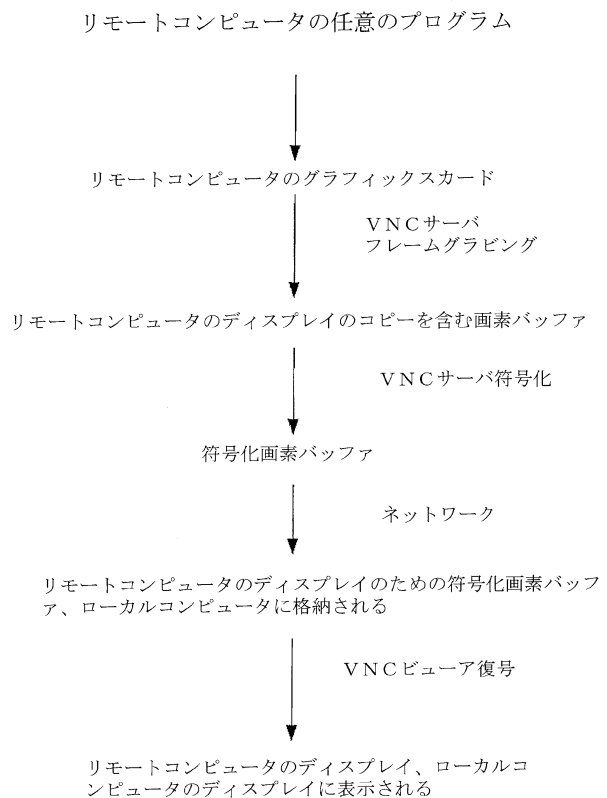 リモートコンピュータの任意のプログラム
リモートコンピュータのグラフィックスカード
ＶＮＣサーバ
フレームグラビング
リモートコンピュータのディスプレイのコピーを含む画素バッファ
ＶＮＣサーバ符号化
符号化画素バッファ
ネットワーク
リモートコンピュータのディスプレイのための符号化画素バッフ
ァ、ローカルコンピュータに格納される
ＶＮＣビューア復号
リモートコンピュータのディスプレイ、ローカルコ
ンピュータのディスプレイに表示される